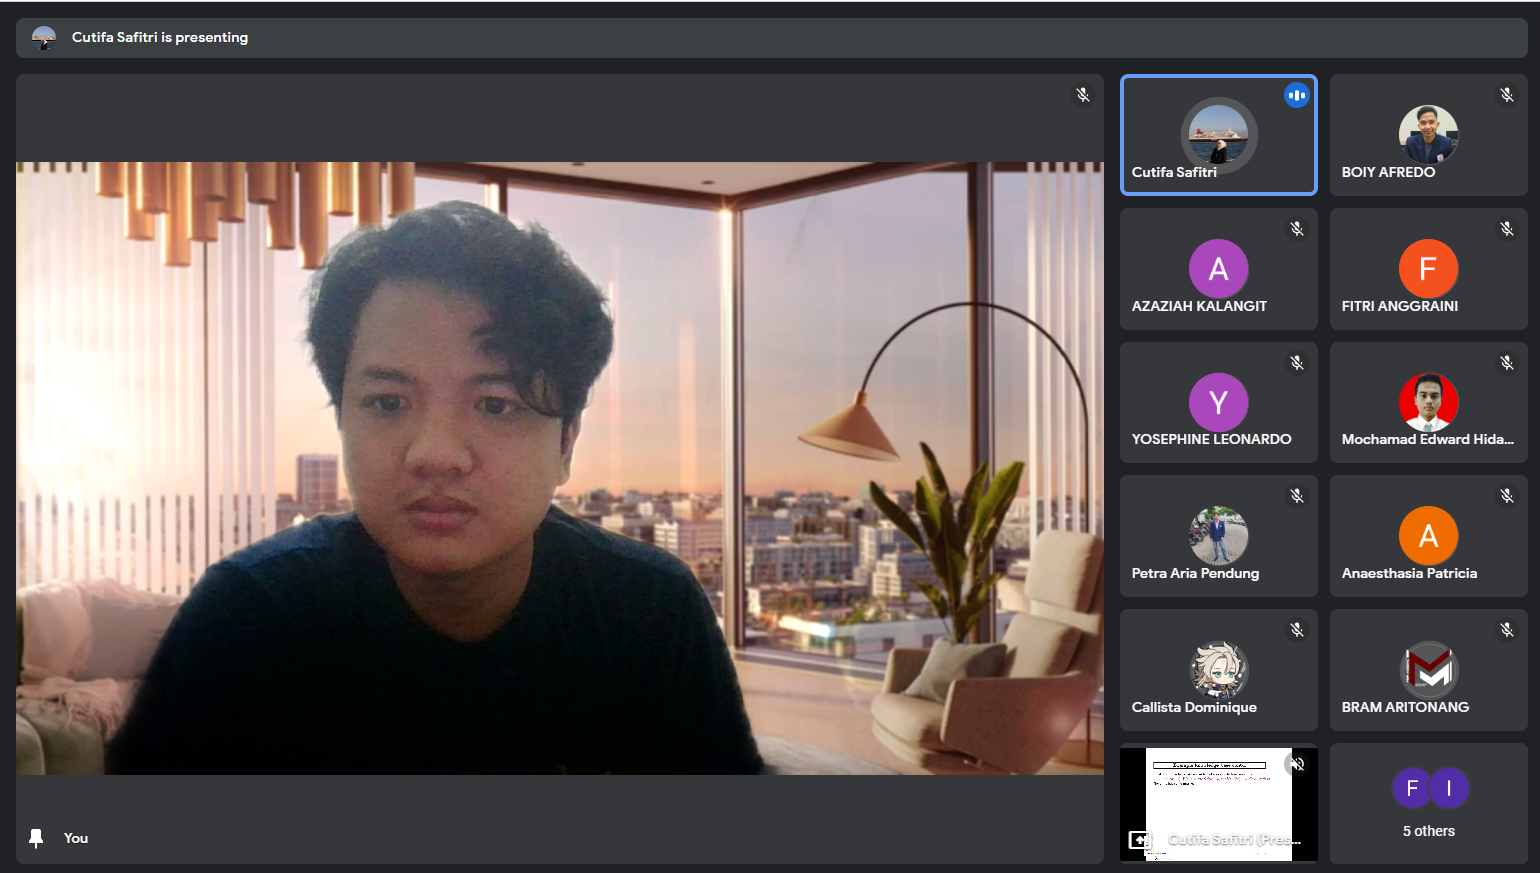 Cutifa Safitri is presenting
Cutifa Safitri
BOIY AFREDO
A
AZAZIAH KALANGIT
F
FITRI ANGGRAINI
Y
YOSEPHINE LEONARDO
Mochamad Edward Hida...
Petra Aria Pendung
A
Anaesthasia Patricia
Callista Dominique
M
BRAM ARITONANG
Cutifa Safitri (Pres...
F I
5 others
You